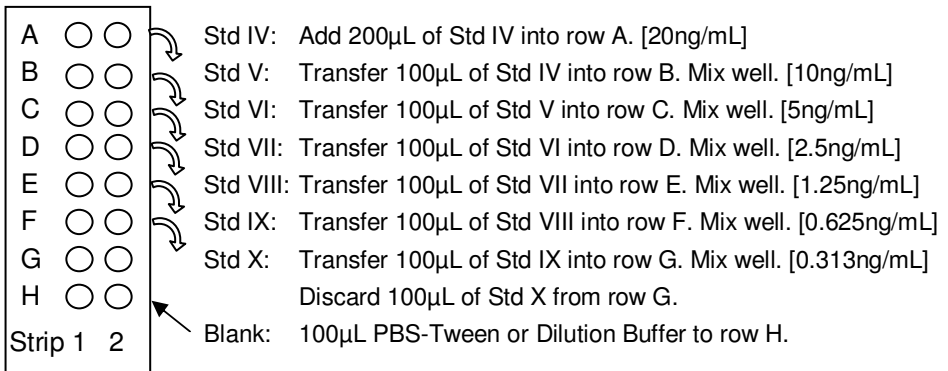 A Std IV: Add 200µL of Std IV into row A. [20ng/mL]
B Std V: Transfer 100µL of Std IV into row B. Mix well. [10ng/mL]
C Std VI: Transfer 100µL of Std V into row C. Mix well. [5ng/mL]
D Std VII: Transfer 100µL of Std VI into row D. Mix well. [2.5ng/mL]
E Std VIII: Transfer 100µL of Std VII into row E. Mix well. [1.25ng/mL]
F Std IX: Transfer 100µL of Std VIII into row F. Mix well. [0.625ng/mL]
G Std X: Transfer 100µL of Std IX into row G. Mix well. [0.313ng/mL]
H Discard 100µL of Std X from row G.
Strip 1 2 Blank: 100µL PBS-Tween or Dilution Buffer to row H.